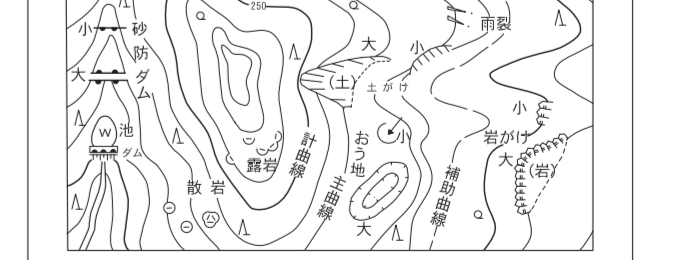 250
小 砂防ダム
大
雨裂
大
小
(土)
土がけ
小
W 池
ダム
小
岩がけ
大
(岩)
おう地
露岩
計曲線
主曲線
補助曲線
散岩
大